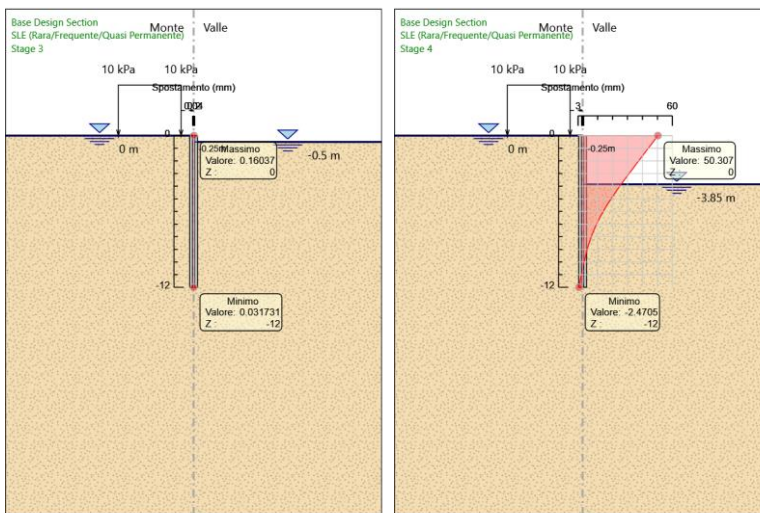 Base Design Section
SLE (Rara/Frequente/Quasi Permanente)
Stage 3
Monte
Valle
10 kPa
10 kPa
Spostamento (mm)
0
0 m
-0.25m
-0.5 m
Massimo
Valore: 0.16037
Z : 0
-12
Minimo
Valore: 0.031731
Z : -12
Base Design Section
SLE (Rara/Frequente/Quasi Permanente)
Stage 4
Monte
Valle
10 kPa
10 kPa
Spostamento (mm)
3
60
0
0 m
-0.25m
Massimo
Valore: 50.307
Z : 0
-3.85 m
-12
Minimo
Valore: -2.4705
Z : -12